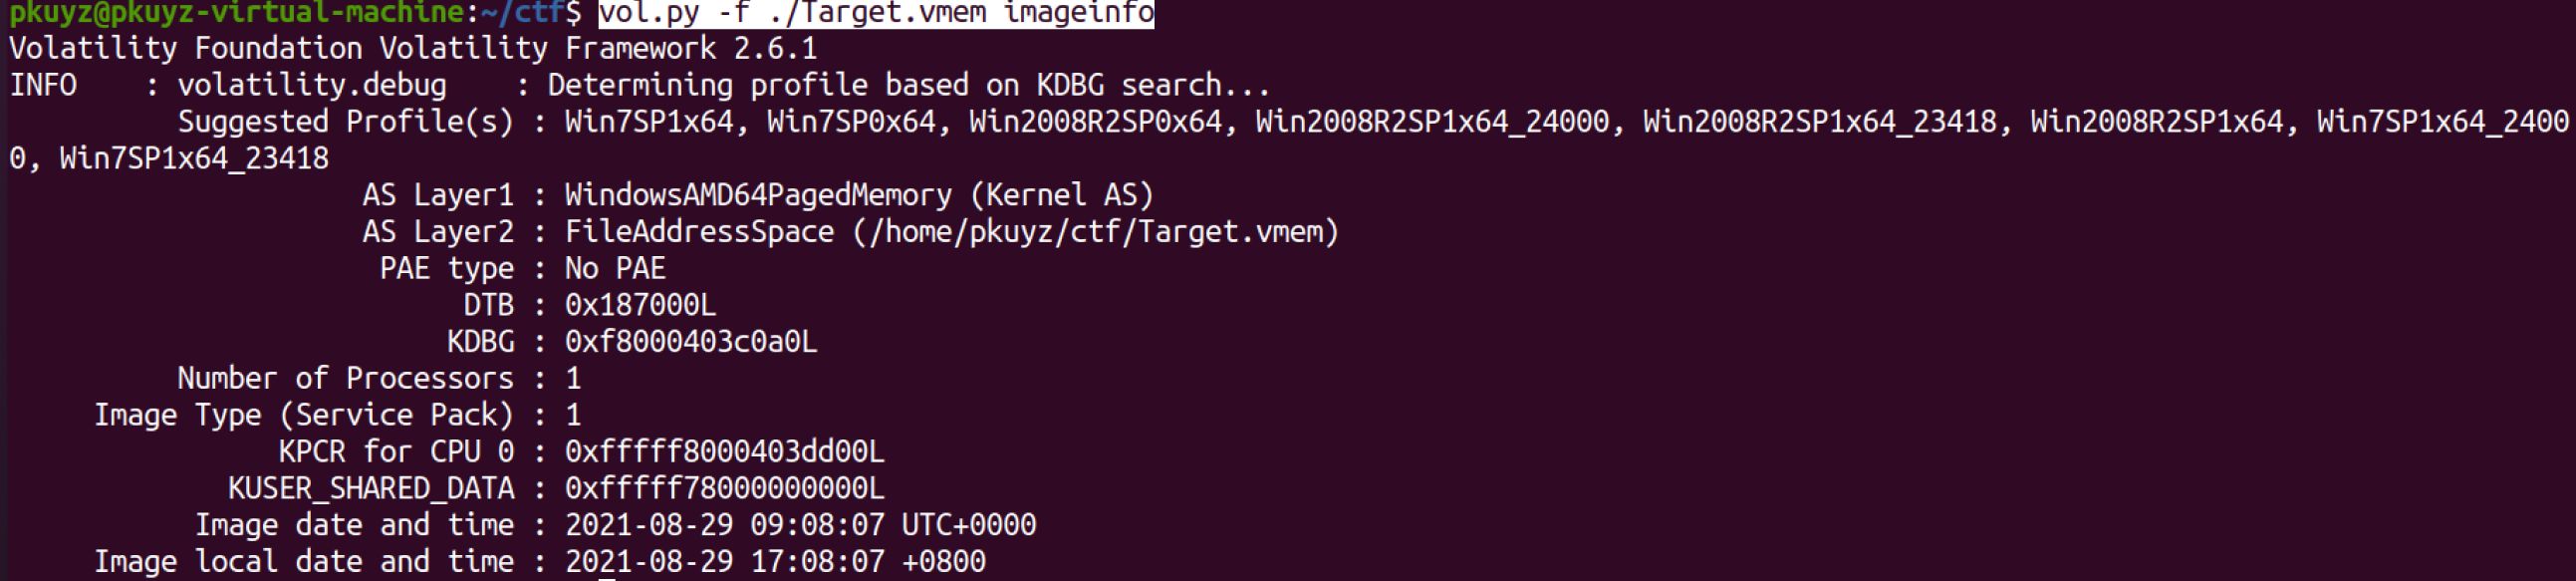 pkuyz@pkuyz-virtual-machine:~/ctf$ vol.py -f ./Target.vmem imageinfo
Volatility Foundation Volatility Framework 2.6.1
INFO    : volatility.debug    : Determining profile based on KDBG search...
          Suggested Profile(s) : Win7SP1x64, Win7SP0x64, Win2008R2SP0x64, Win2008R2SP1x64_24000, Win2008R2SP1x64_23418, Win2008R2SP1x64, Win7SP1x64_2400
0, Win7SP1x64_23418
                     AS Layer1 : WindowsAMD64PagedMemory (Kernel AS)
                     AS Layer2 : FileAddressSpace (/home/pkuyz/ctf/Target.vmem)
                      PAE type : No PAE
                           DTB : 0x187000L
                          KDBG : 0xf8000403c0a0L
          Number of Processors : 1
     Image Type (Service Pack) : 1
                KPCR for CPU 0 : 0xfffff8000403dd00L
             KUSER_SHARED_DATA : 0xfffff78000000000L
           Image date and time : 2021-08-29 09:08:07 UTC+0000
     Image local date and time : 2021-08-29 17:08:07 +0800